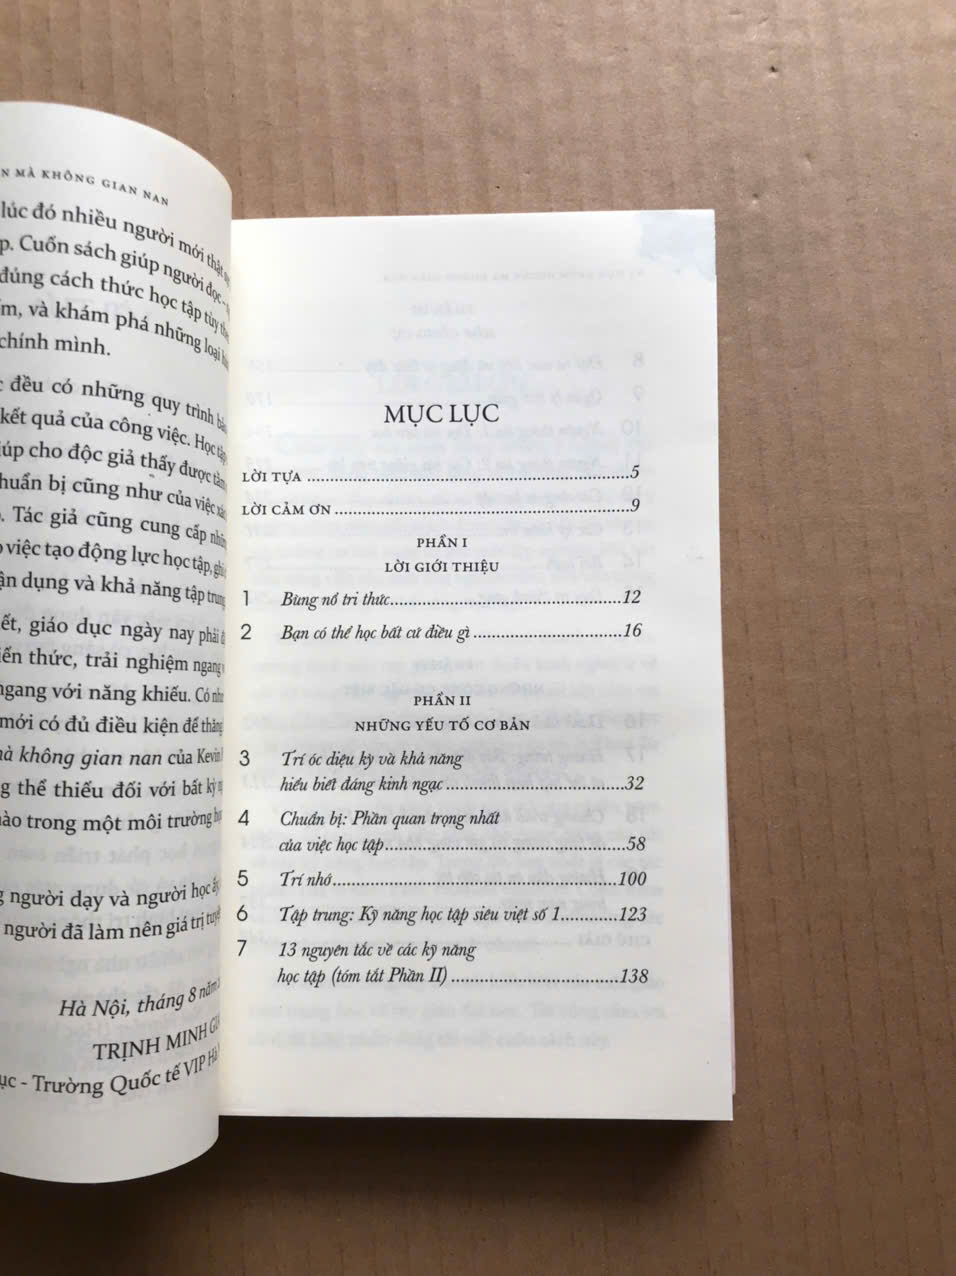 N MÀ KHÔNG GIAN NAN
lúc đó nhiều người mới thật
p. Cuốn sách giúp người đọc -
đúng cách thức học tập tùy
m, và khám phá những loại
chính mình.
đều có những quy trình
kết quả của công việc. Học tập
úp cho độc giả thấy được
huẩn bị cũng như của việc
. Tác giả cũng cung cấp
việc tạo động lực học tập,
ận dụng và khả năng tập trung
ết, giáo dục ngày nay phải
iến thức, trải nghiệm ngang
ngang với năng khiếu. Có
mới có đủ điều kiện để
à không gian nan của Kevin
g thể thiếu đối với bất kỳ
ào trong một môi trường
g người dạy và người học
người đã làm nên giá trị
Hà Nội, tháng 8 năm
TRỊNH MINH
ục - Trường Quốc tế VIP
MỤC LỤC
LỜI TỰA 5
LỜI CẢM ƠN 9
PHẦN I
LỜI GIỚI THIỆU
1 Bùng nổ tri thức 12
2 Bạn có thể học bất cứ điều gì 16
PHẦN II
NHỮNG YẾU TỐ CƠ BẢN
3 Trí óc diệu kỳ và khả năng
hiểu biết đáng kinh ngạc 32
4 Chuẩn bị: Phần quan trọng nhất
của việc học tập 58
5 Trí nhớ 100
6 Tập trung: Kỹ năng học tập siêu việt số 1 123
7 13 nguyên tắc về các kỹ năng
học tập (tóm tắt Phần II) 138